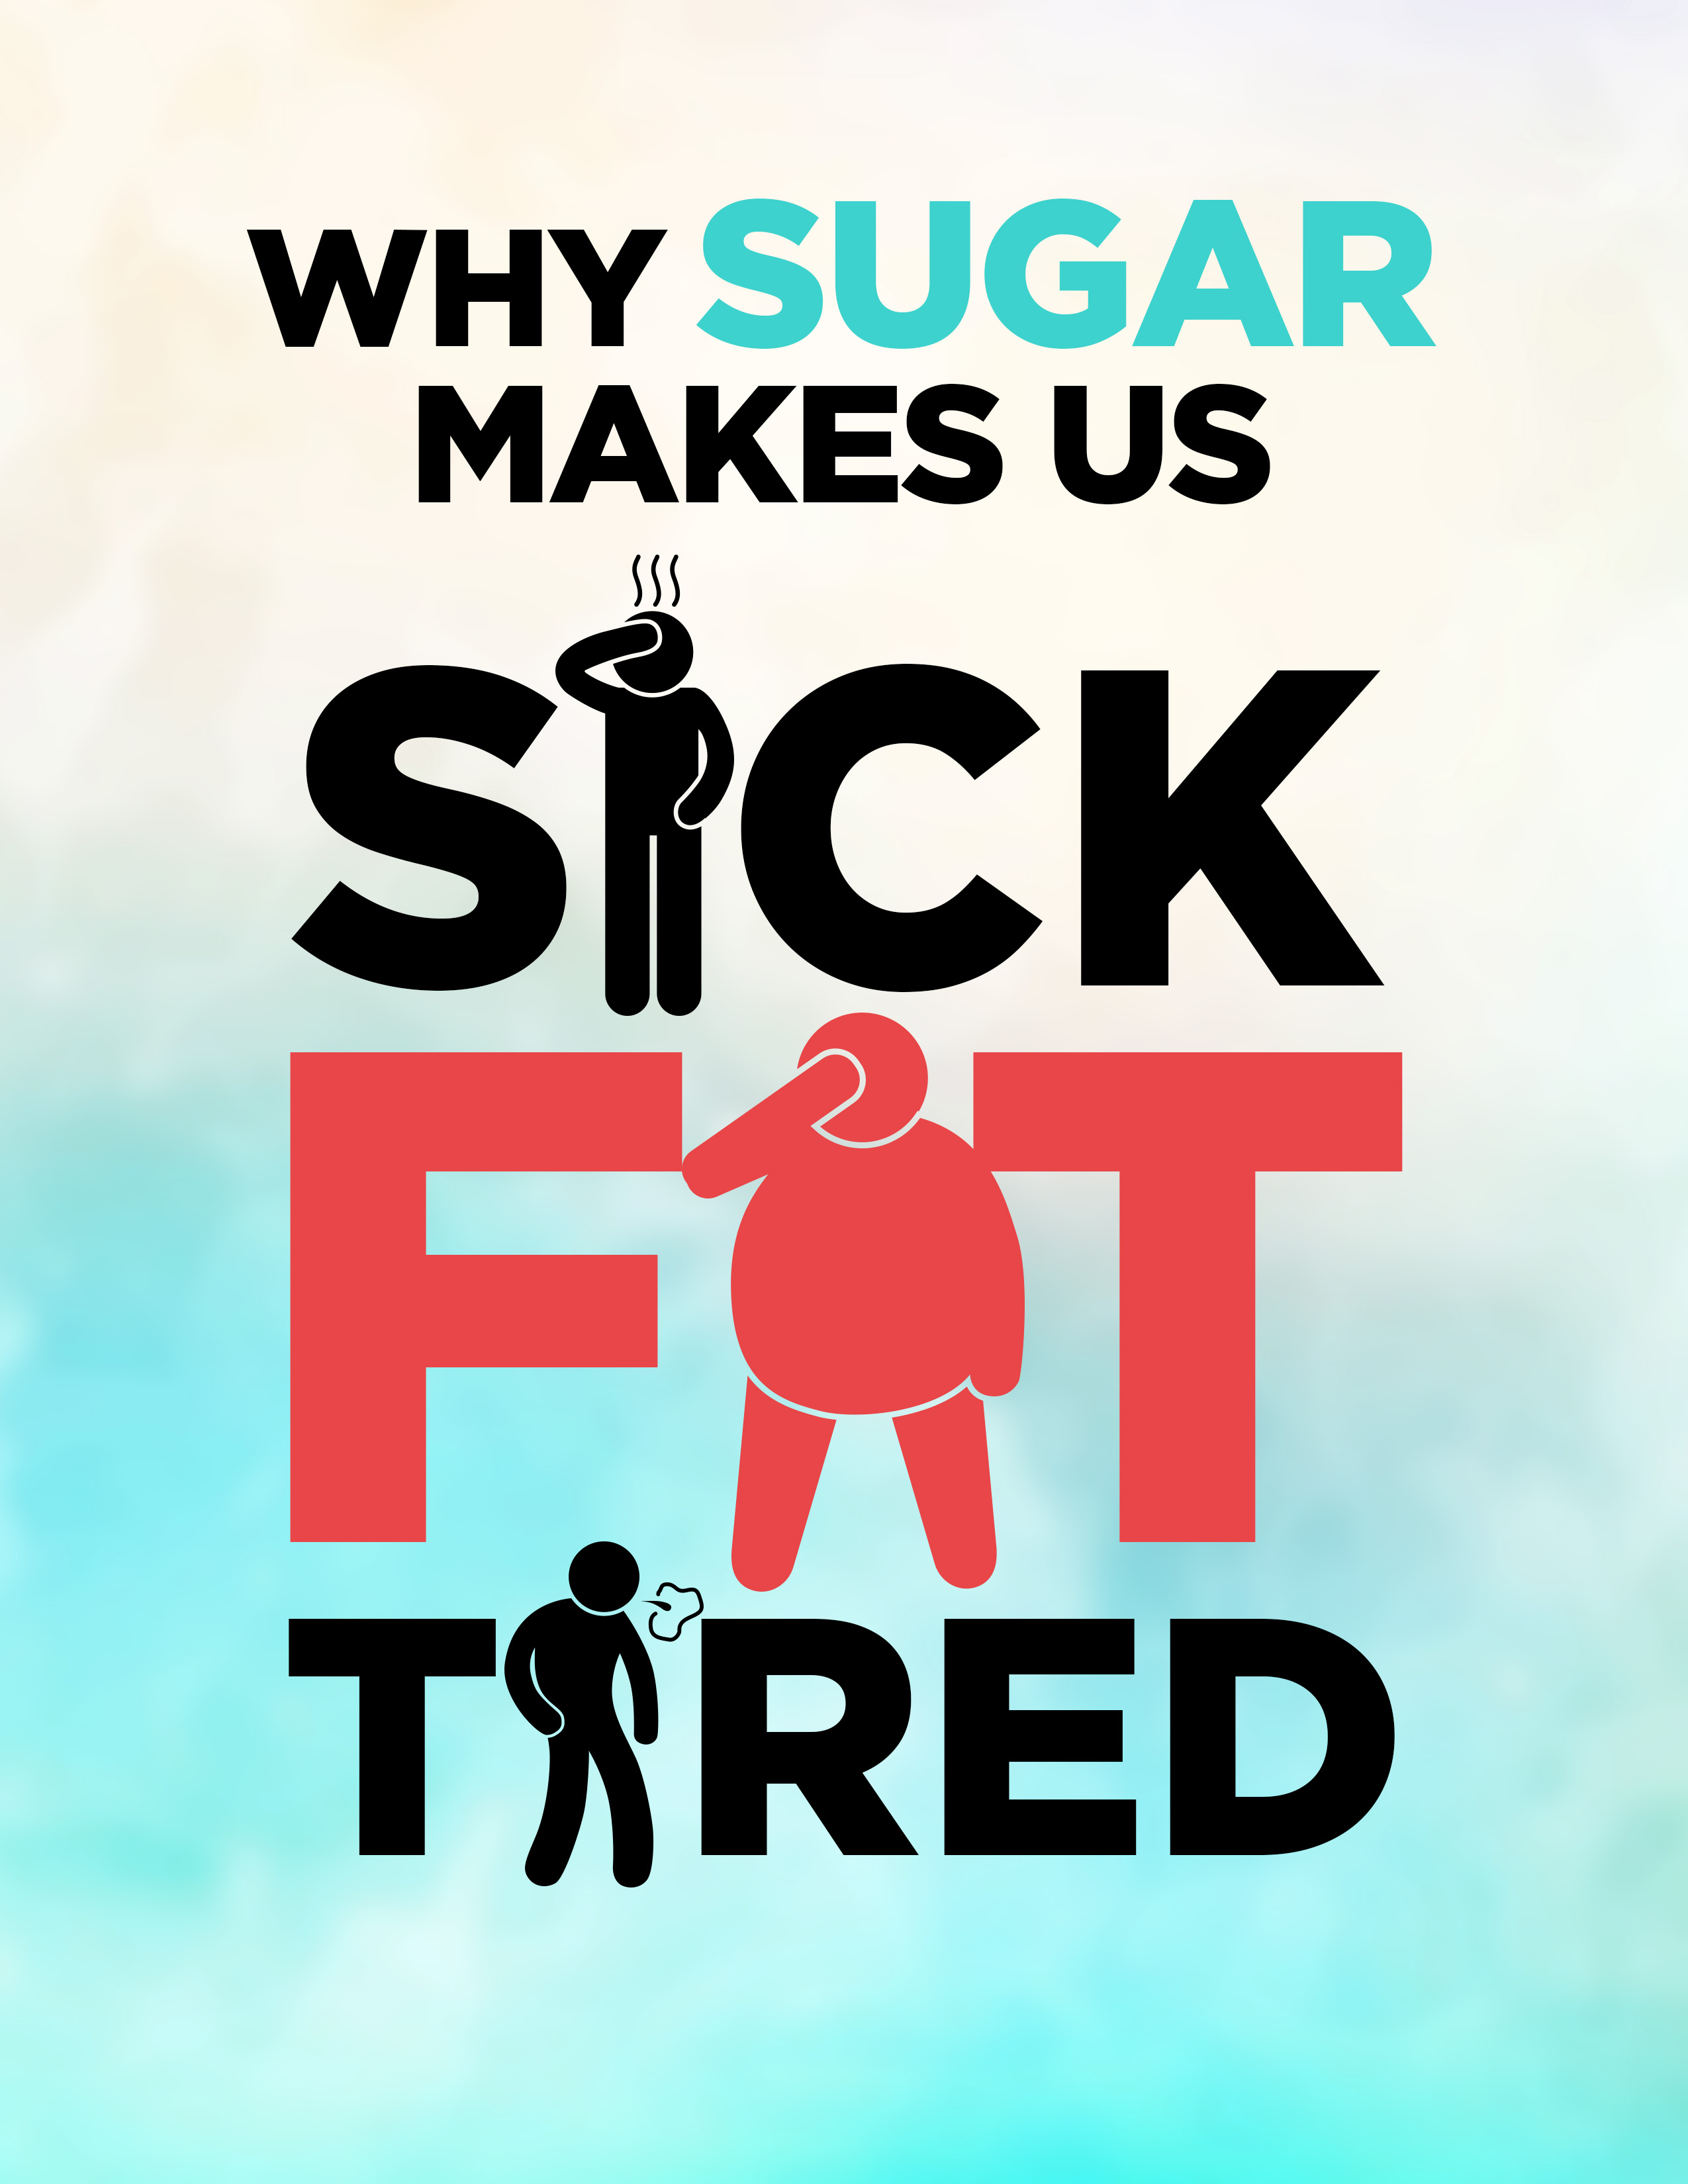 WHY SUGAR
MAKES US
SICK
FAT
TIRED